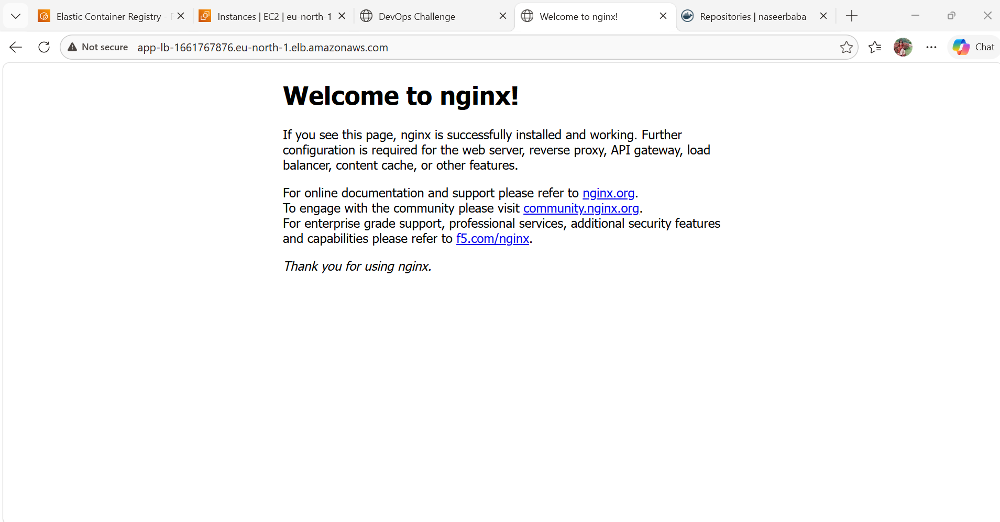 Elastic Container Registry -
Instances | EC2 | eu-north-1
DevOps Challenge
Welcome to nginx!
Repositories | naseerbaba
Not secure
app-lb-1661767876.eu-north-1.elb.amazonaws.com
Chat
Welcome to nginx!
If you see this page, nginx is successfully installed and working. Further
configuration is required for the web server, reverse proxy, API gateway, load
balancer, content cache, or other features.
For online documentation and support please refer to nginx.org.
To engage with the community please visit community.nginx.org.
For enterprise grade support, professional services, additional security features
and capabilities please refer to f5.com/nginx.
Thank you for using nginx.